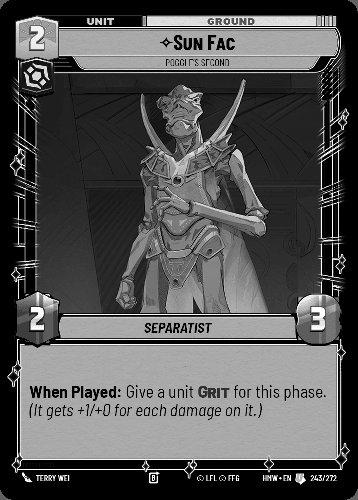 UNIT
GROUND
2
✧SUN FAC
POGGLE'S SECOND
SEPARATIST
2
3
When Played: Give a unit GRIT for this phase.
(It gets +1/+0 for each damage on it.)
TERRY WEI
© LFL © FFG
HMW • EN
243/272